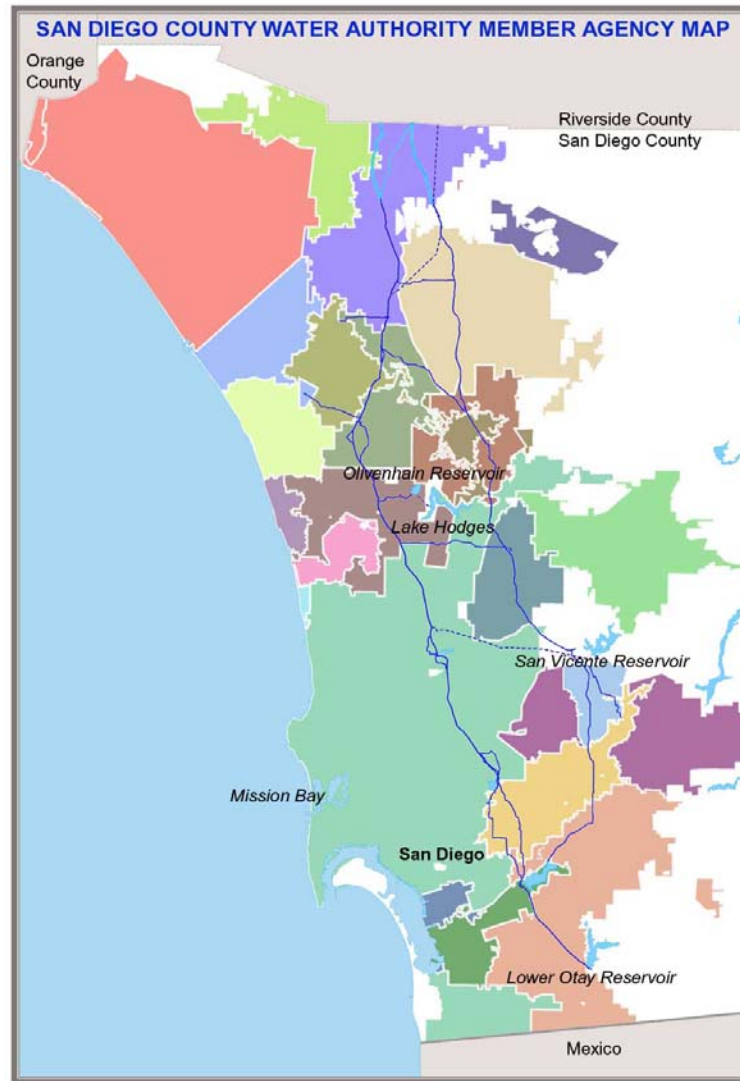 SAN DIEGO COUNTY WATER AUTHORITY MEMBER AGENCY MAP
Orange
County
Riverside County
San Diego County
Olivenhain Reservoir
Lake Hodges
San Vicente Reservoir
Mission Bay
San Diego
Lower Otay Reservoir
Mexico